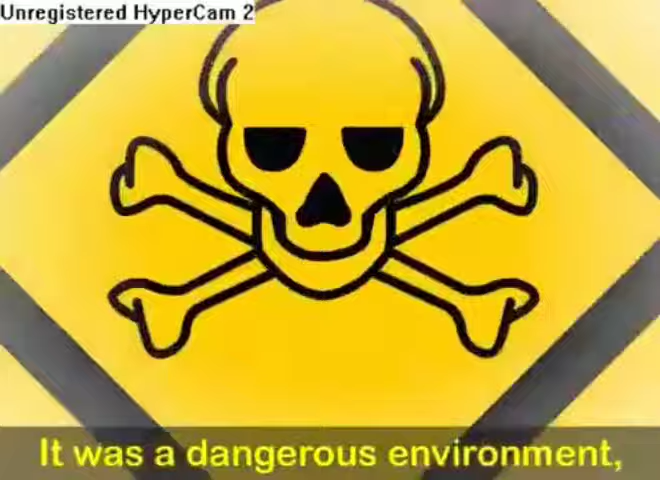 Unregistered HyperCam 2
It was a dangerous environment,